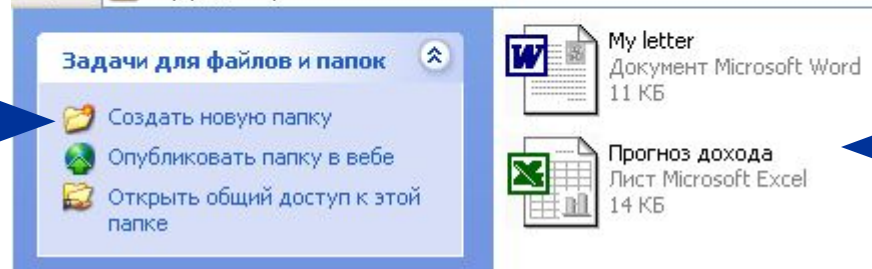 Задачи для файлов и папок
Создать новую папку
Опубликовать папку в вебе
Открыть общий доступ к этой
папке
My letter
Документ Microsoft Word
11 КБ
Прогноз дохода
Лист Microsoft Excel
14 КБ